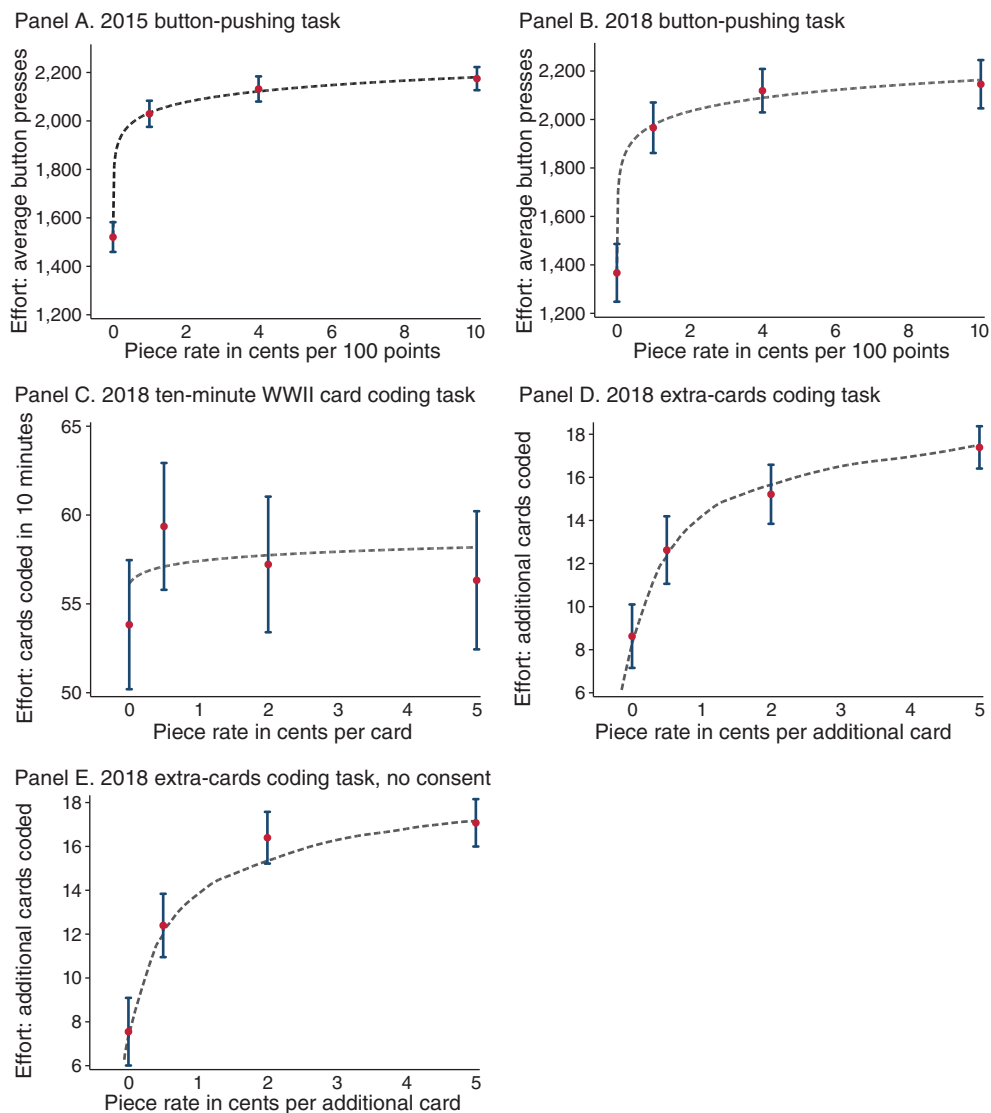 Panel A. 2015 button-pushing task
Effort: average button presses
2,200
2,000
1,800
1,600
1,400
1,200
0 2 4 6 8 10
Piece rate in cents per 100 points
Panel B. 2018 button-pushing task
Effort: average button presses
2,200
2,000
1,800
1,600
1,400
1,200
0 2 4 6 8 10
Piece rate in cents per 100 points
Panel C. 2018 ten-minute WWII card coding task
Effort: cards coded in 10 minutes
65
60
55
50
0 1 2 3 4 5
Piece rate in cents per card
Panel D. 2018 extra-cards coding task
Effort: additional cards coded
18
16
14
12
10
8
6
0 1 2 3 4 5
Piece rate in cents per additional card
Panel E. 2018 extra-cards coding task, no consent
Effort: additional cards coded
18
16
14
12
10
8
6
0 1 2 3 4 5
Piece rate in cents per additional card